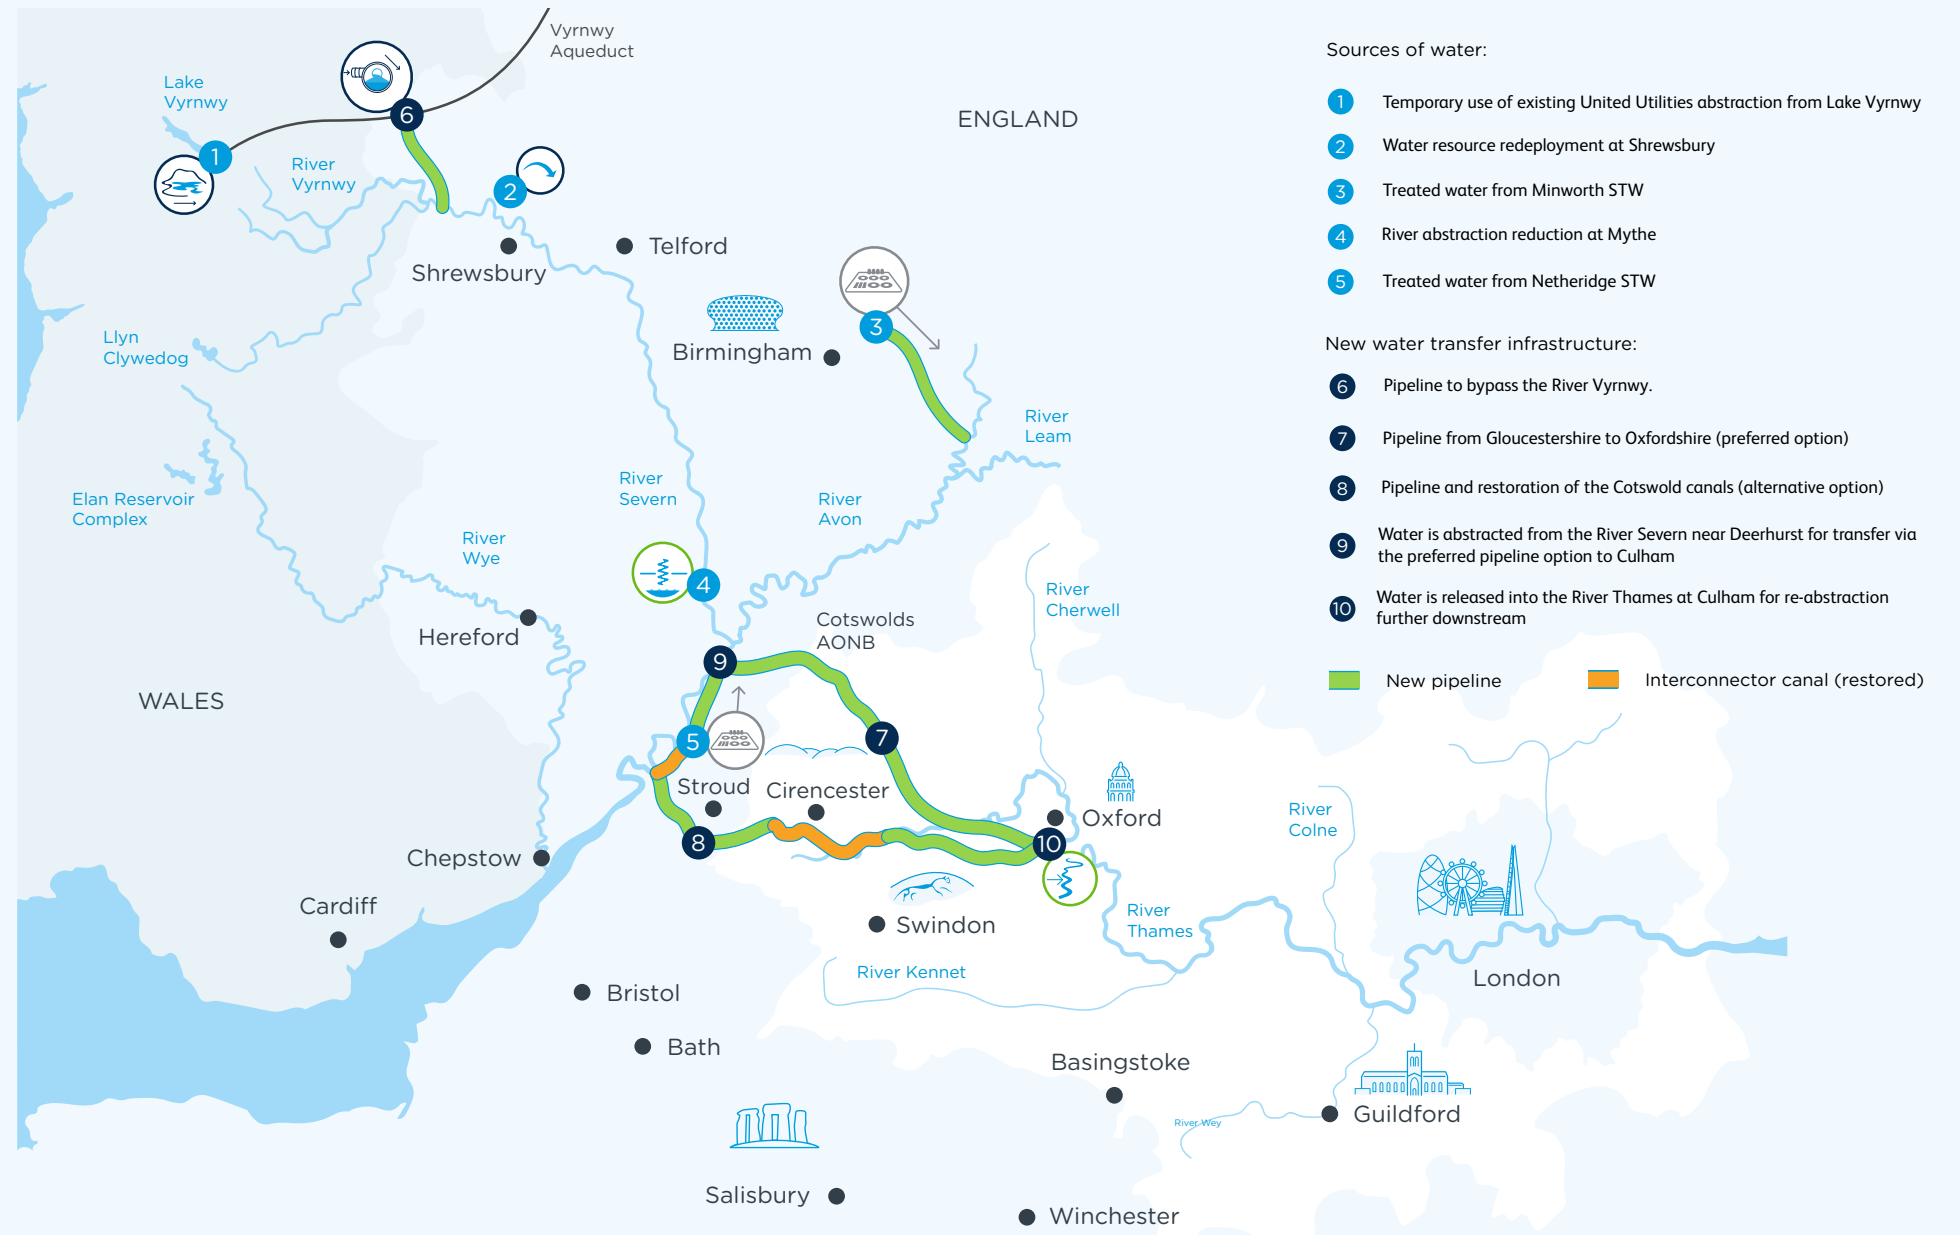 Vyrnwy
Aqueduct
Lake
Vyrnwy
6
1
River
Vyrnwy
2
ENGLAND
Shrewsbury
Telford
Llyn
Clywedog
3
Birmingham
River
Leam
Elan Reservoir
Complex
River
Severn
River
Avon
River
Wye
4
Hereford
Cotswolds
AONB
River
Cherwell
9
WALES
5
7
Stroud
Cirencester
8
Oxford
10
River
Colne
Chepstow
Cardiff
Swindon
River
Thames
River Kennet
London
Bristol
Bath
Basingstoke
River Wey
Guildford
Salisbury
Winchester
Sources of water:
1 Temporary use of existing United Utilities abstraction from Lake Vyrnwy
2 Water resource redeployment at Shrewsbury
3 Treated water from Minworth STW
4 River abstraction reduction at Mythe
5 Treated water from Netheridge STW
New water transfer infrastructure:
6 Pipeline to bypass the River Vyrnwy.
7 Pipeline from Gloucestershire to Oxfordshire (preferred option)
8 Pipeline and restoration of the Cotswold canals (alternative option)
9 Water is abstracted from the River Severn near Deerhurst for transfer via
the preferred pipeline option to Culham
10 Water is released into the River Thames at Culham for re-abstraction
further downstream
New pipeline
Interconnector canal (restored)